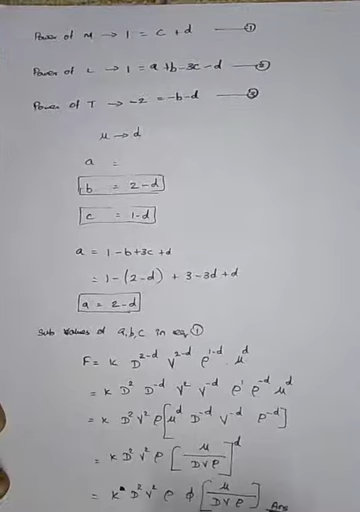 Power of M → 1 = c + d —— ①
Power of L → 1 = a + b - 3c - d —— ②
Power of T → -2 = -b - d —— ③
μ → d
a =
b = 2-d
c = 1-d
a = 1 - b + 3c + d
= 1 - (2-d) + 3 - 3d + d
a = 2-d
Sub values of a, b, c in eq ①
F = K D^{2-d} V^{2-d} ρ^{1-d} μ^d
= K D² D^{-d} V² V^{-d} ρ¹ ρ^{-d} μ^d
= K D² V² ρ [μ^d D^{-d} V^{-d} ρ^{-d}]
= K D² V² ρ [μ / DVρ]^d
= K D² V² ρ ϕ [μ / DVρ] Ans